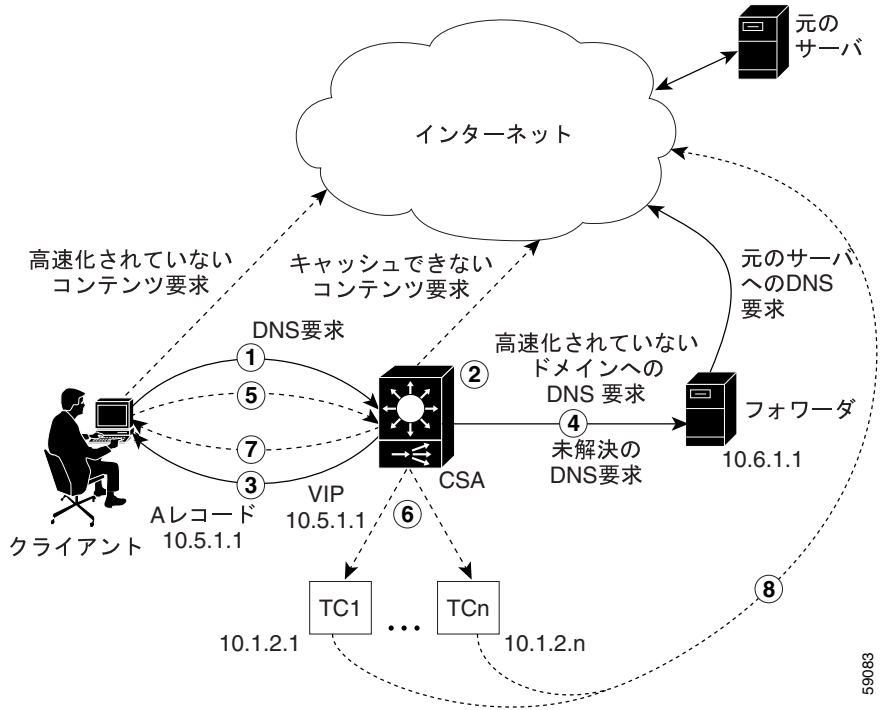 元の
サーバ
インターネット
高速化されていない
コンテンツ要求
キャッシュできない
コンテンツ要求
元のサーバ
へのDNS
要求
DNS要求
1
2
高速化されていない
ドメインへの
DNS 要求
5
4
フォワーダ
7
未解決の
DNS要求
10.6.1.1
3
CSA
VIP
10.5.1.1
Aレコード
10.5.1.1
6
クライアント
8
TC1
...
TCn
10.1.2.1
10.1.2.n
59083